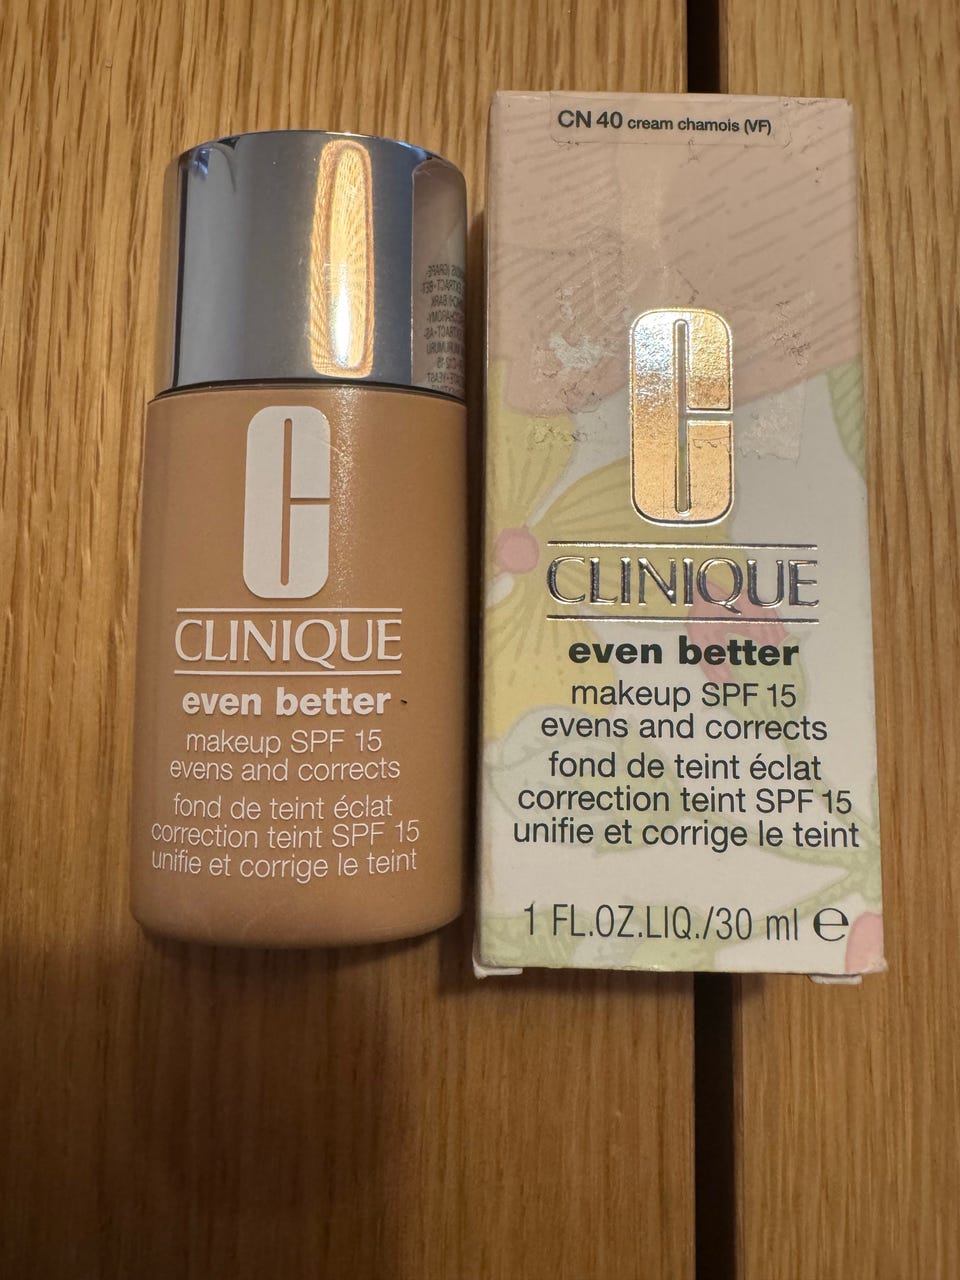 CLINIQUE
even better
makeup SPF 15
evens and corrects
fond de teint éclat
correction teint SPF 15
unifie et corrige le teint
CN 40 cream chamois (VF)
C
CLINIQUE
even better
makeup SPF 15
evens and corrects
fond de teint éclat
correction teint SPF 15
unifie et corrige le teint
1 FL.OZ.LIQ./30 ml e